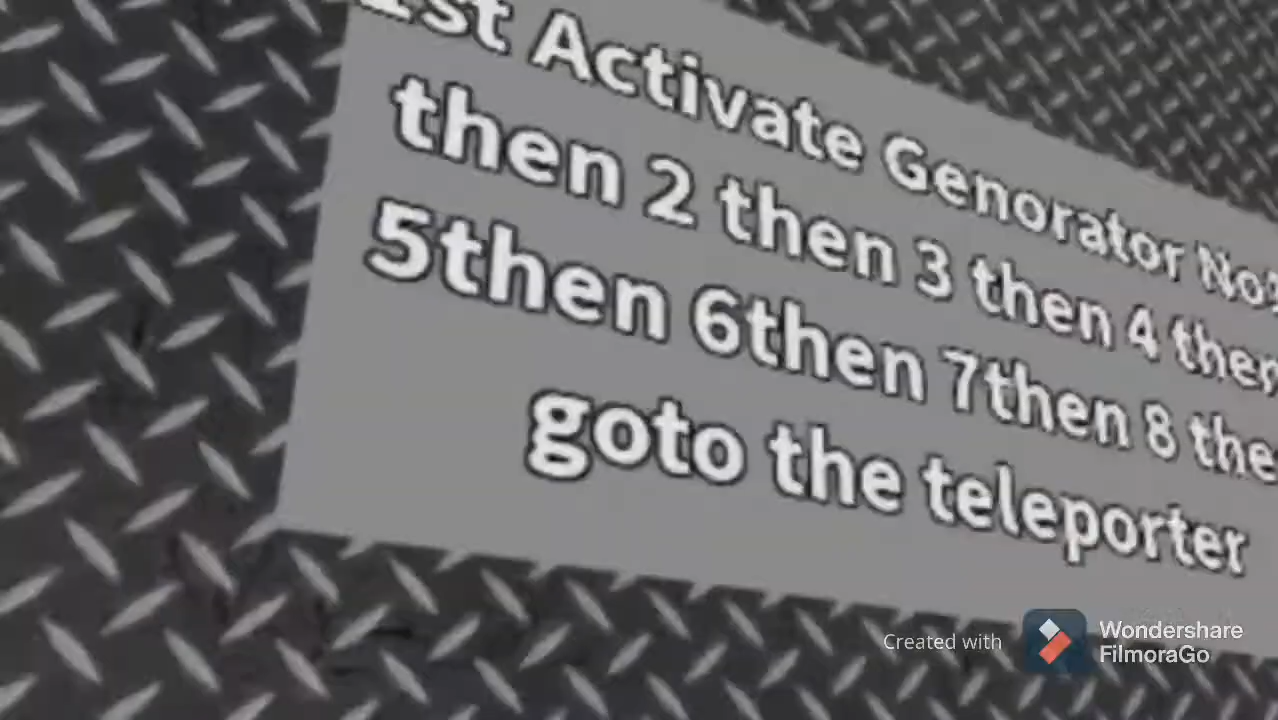 1st Activate Genorator No:
then 2 then 3 then 4 then
5then 6then 7then 8 the
goto the teleporter
Created with
Wondershare
FilmoraGo